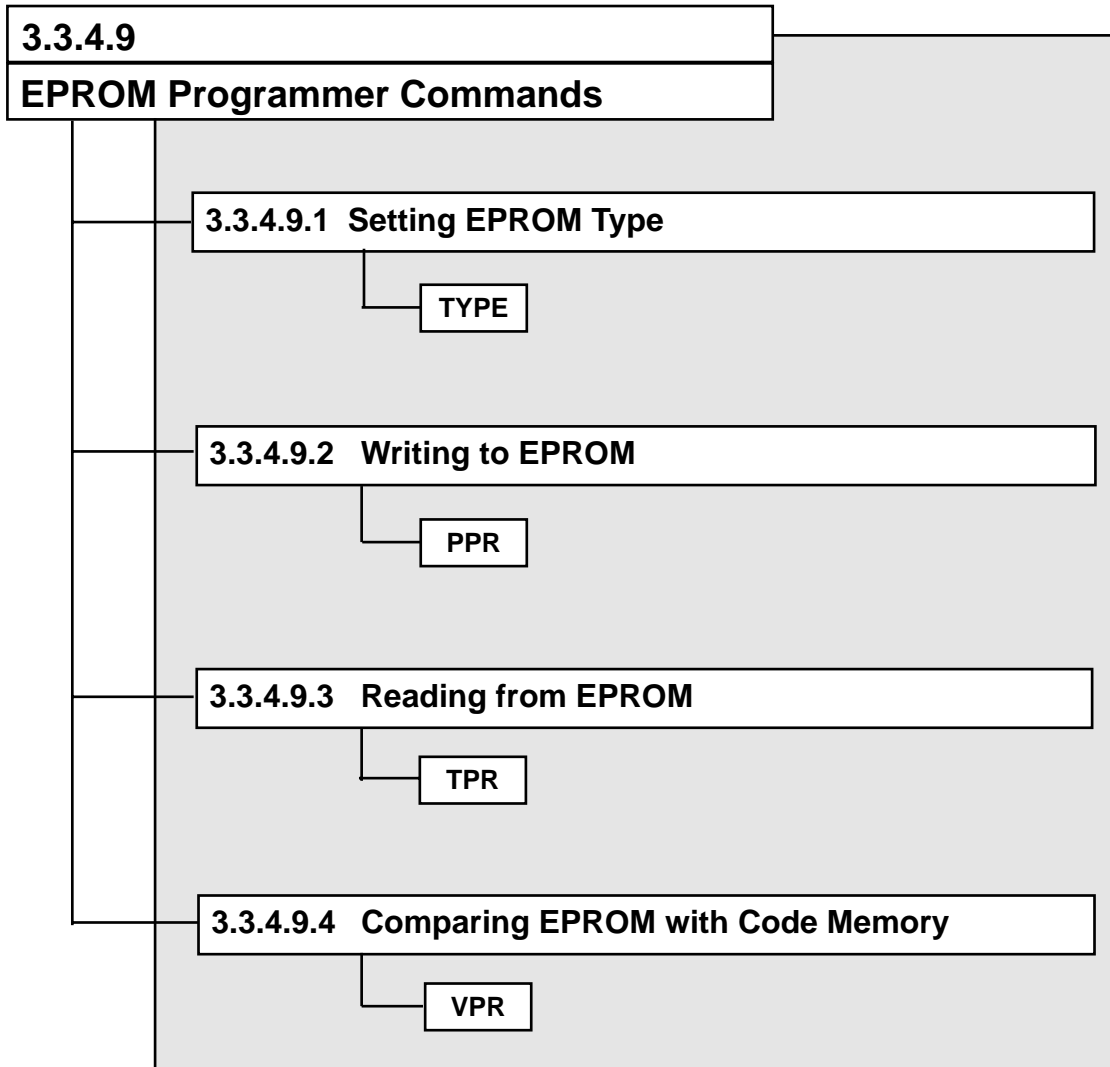 3.3.4.9
EPROM Programmer Commands
3.3.4.9.1 Setting EPROM Type
TYPE
3.3.4.9.2 Writing to EPROM
PPR
3.3.4.9.3 Reading from EPROM
TPR
3.3.4.9.4 Comparing EPROM with Code Memory
VPR